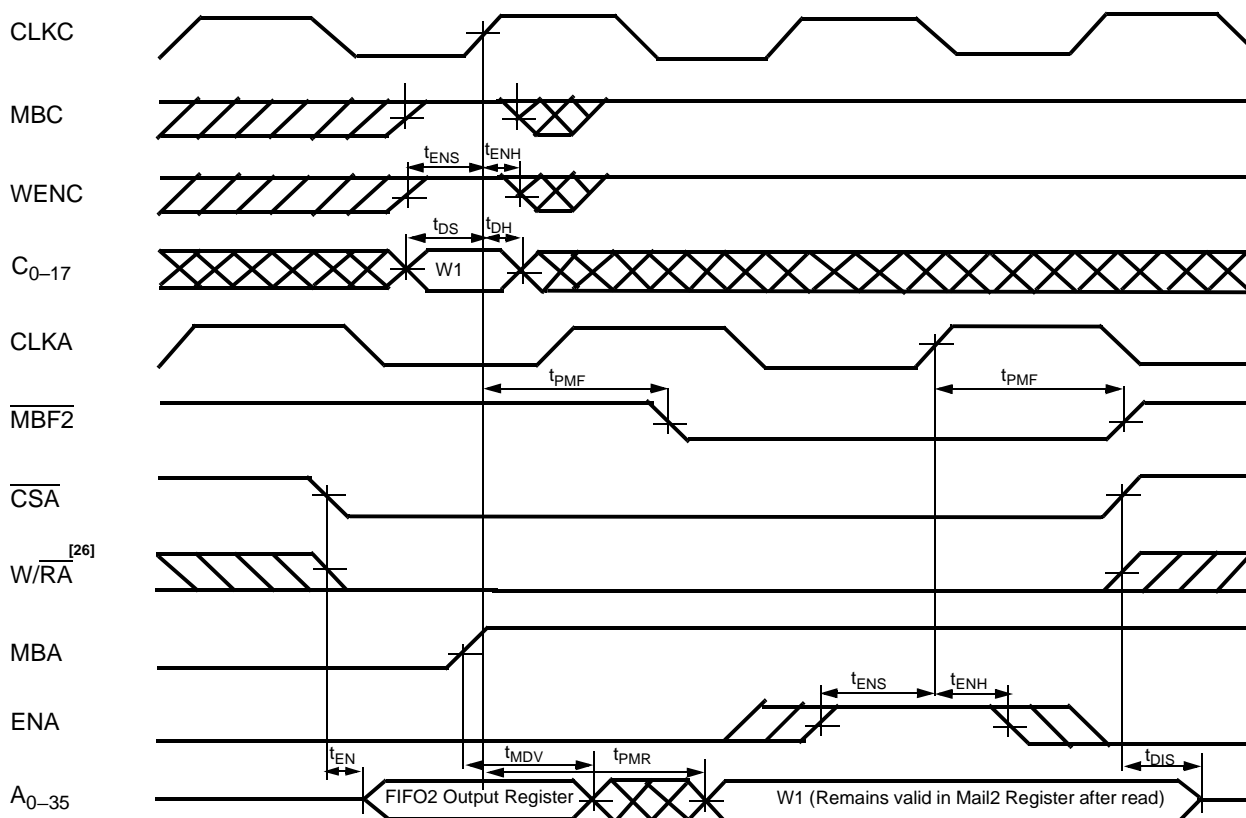 CLKC
MBC
tENS tENH
WENC
tDS tDH
C0–17 W1
CLKA
tPMF tPMF
MBF2
CSA
W/RA[26]
MBA
tENS tENH
ENA
tEN tMDV tPMR tDIS
A0–35 FIFO2 Output Register W1 (Remains valid in Mail2 Register after read)